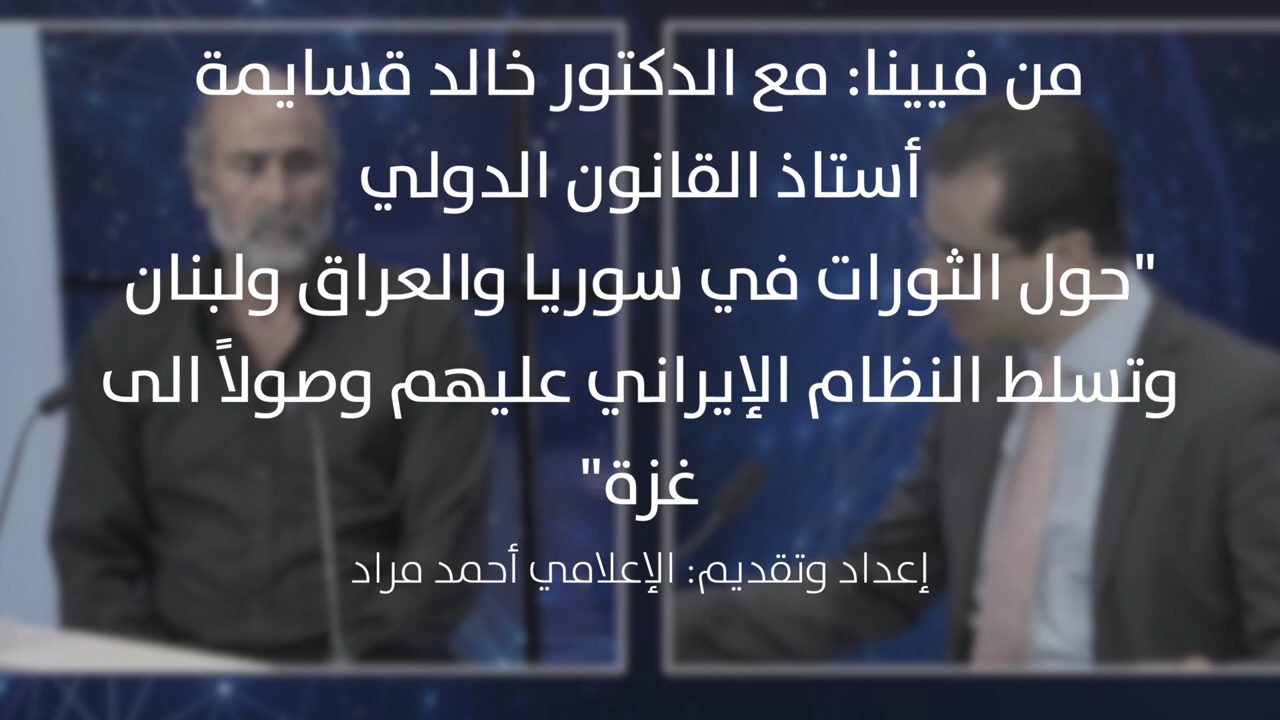 من فيينا: مع الدكتور خالد قسايمة
أستاذ القانون الدولي
"حول الثورات في سوريا والعراق ولبنان
وتسلط النظام الإيراني عليهم وصولاً الى
غزة"
إعداد وتقديم: الإعلامي أحمد مراد